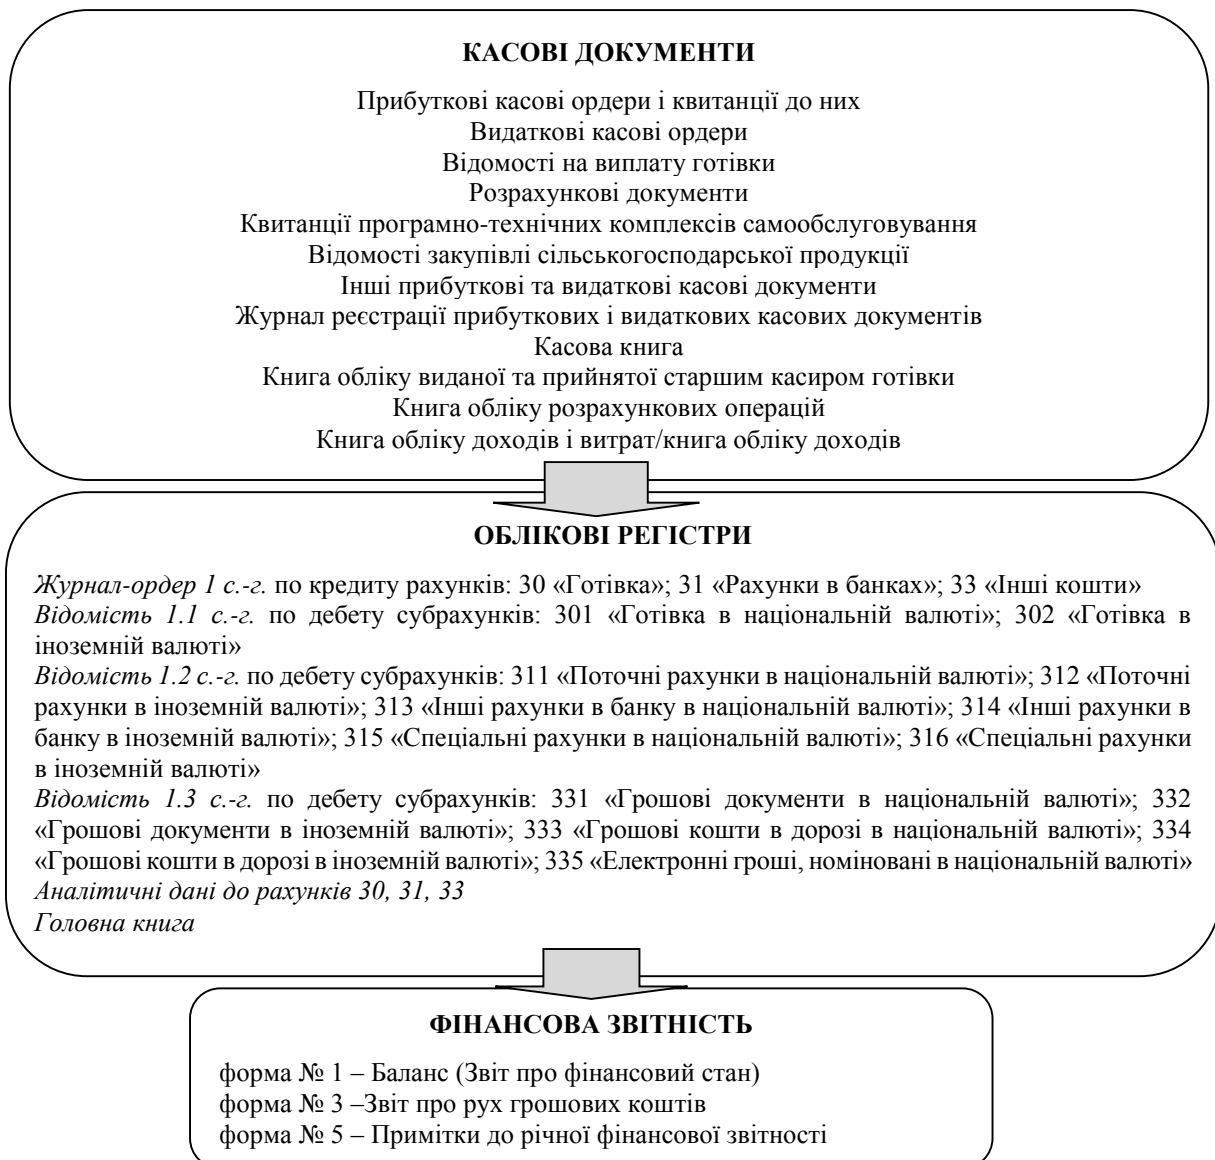 КАСОВІ ДОКУМЕНТИ
Прибуткові касові ордери і квитанції до них
Видаткові касові ордери
Відомості на виплату готівки
Розрахункові документи
Квитанції програмно-технічних комплексів самообслуговування
Відомості закупівлі сільськогосподарської продукції
Інші прибуткові та видаткові касові документи
Журнал реєстрації прибуткових і видаткових касових документів
Касова книга
Книга обліку виданої та прийнятої старшим касиром готівки
Книга обліку розрахункових операцій
Книга обліку доходів і витрат/книга обліку доходів
ОБЛІКОВІ РЕГІСТРИ
Журнал-ордер 1 с.-г. по кредиту рахунків: 30 «Готівка»; 31 «Рахунки в банках»; 33 «Інші кошти»
Відомість 1.1 с.-г. по дебету субрахунків: 301 «Готівка в національній валюті»; 302 «Готівка в
іноземній валюті»
Відомість 1.2 с.-г. по дебету субрахунків: 311 «Поточні рахунки в національній валюті»; 312 «Поточні
рахунки в іноземній валюті»; 313 «Інші рахунки в банку в національній валюті»; 314 «Інші рахунки в
банку в іноземній валюті»; 315 «Спеціальні рахунки в національній валюті»; 316 «Спеціальні рахунки
в іноземній валюті»
Відомість 1.3 с.-г. по дебету субрахунків: 331 «Грошові документи в національній валюті»; 332
«Грошові документи в іноземній валюті»; 333 «Грошові кошти в дорозі в національній валюті»; 334
«Грошові кошти в дорозі в іноземній валюті»; 335 «Електронні гроші, номіновані в національній валюті»
Аналітичні дані до рахунків 30, 31, 33
Головна книга
ФІНАНСОВА ЗВІТНІСТЬ
форма № 1 – Баланс (Звіт про фінансовий стан)
форма № 3 –Звіт про рух грошових коштів
форма № 5 – Примітки до річної фінансової звітності